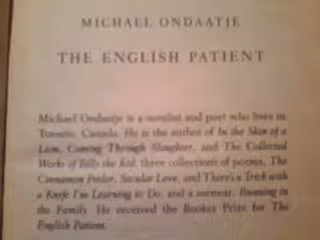 MICHAEL ONDAATJE
THE ENGLISH PATIENT
Michael Ondaatje is a novelist and poet who lives in
Toronto, Canada. He is the author of In the Skin of a
Lion, Coming Through Slaughter, and The Collected
Works of Billy the Kid; three collections of poems, The
Cinnamon Peeler, Secular Love, and There's a Trick with
a Knife I'm Learning to Do; and a memoir, Running in
the Family. He received the Booker Prize for The
English Patient.